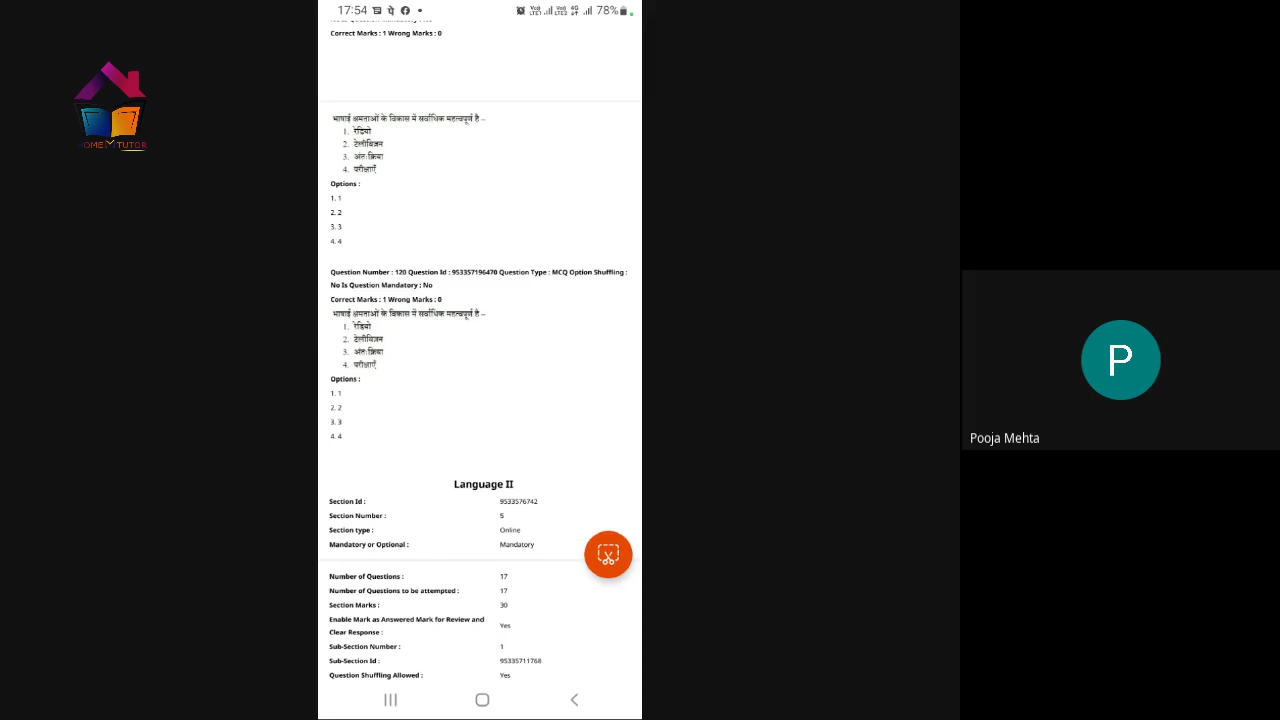 17:54
Vo) LTE1 Vo) LTE2 4G 78%
Correct Marks : 1 Wrong Marks : 0
भाषाई क्षमताओं के विकास में सर्वाधिक महत्वपूर्ण है –
1. रेडियो
2. टेलीविज़न
3. अंतःक्रिया
4. परीक्षाएँ
Options :
1. 1
2. 2
3. 3
4. 4
Question Number : 120 Question Id : 953357196470 Question Type : MCQ Option Shuffling :
No Is Question Mandatory : No
Correct Marks : 1 Wrong Marks : 0
भाषाई क्षमताओं के विकास में सर्वाधिक महत्वपूर्ण है –
1. रेडियो
2. टेलीविज़न
3. अंतःक्रिया
4. परीक्षाएँ
Options :
1. 1
2. 2
3. 3
4. 4
Language II
Section Id : 9533576742
Section Number : 5
Section type : Online
Mandatory or Optional : Mandatory
Number of Questions : 17
Number of Questions to be attempted : 17
Section Marks : 30
Enable Mark as Answered Mark for Review and
Clear Response : Yes
Sub-Section Number : 1
Sub-Section Id : 95335711768
Question Shuffling Allowed : Yes
HOME TUTOR
P
Pooja Mehta